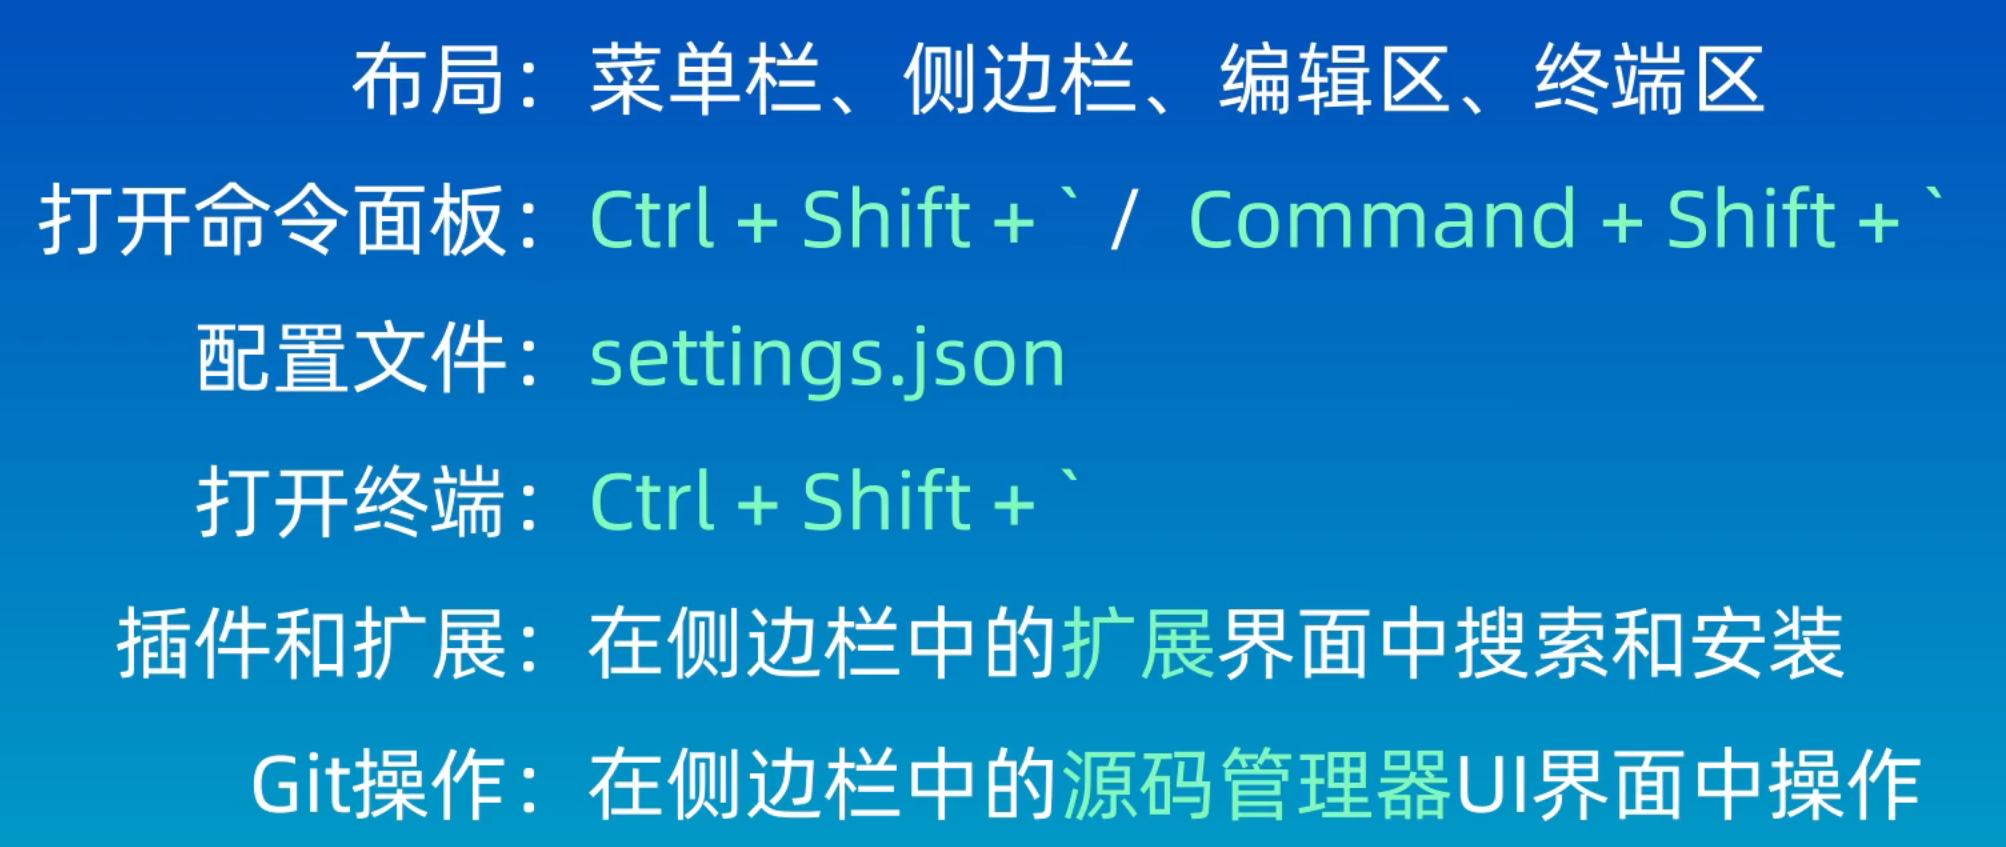 布局：菜单栏、侧边栏、编辑区、终端区
打开命令面板：Ctrl + Shift + ` / Command + Shift + `
配置文件：settings.json
打开终端：Ctrl + Shift + `
插件和扩展：在侧边栏中的扩展界面中搜索和安装
Git操作：在侧边栏中的源码管理器UI界面中操作